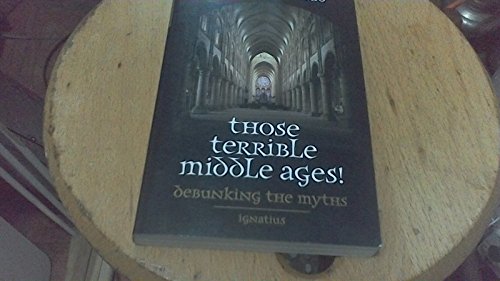 those
terrible
middle ages!
debunking the myths
ignatius